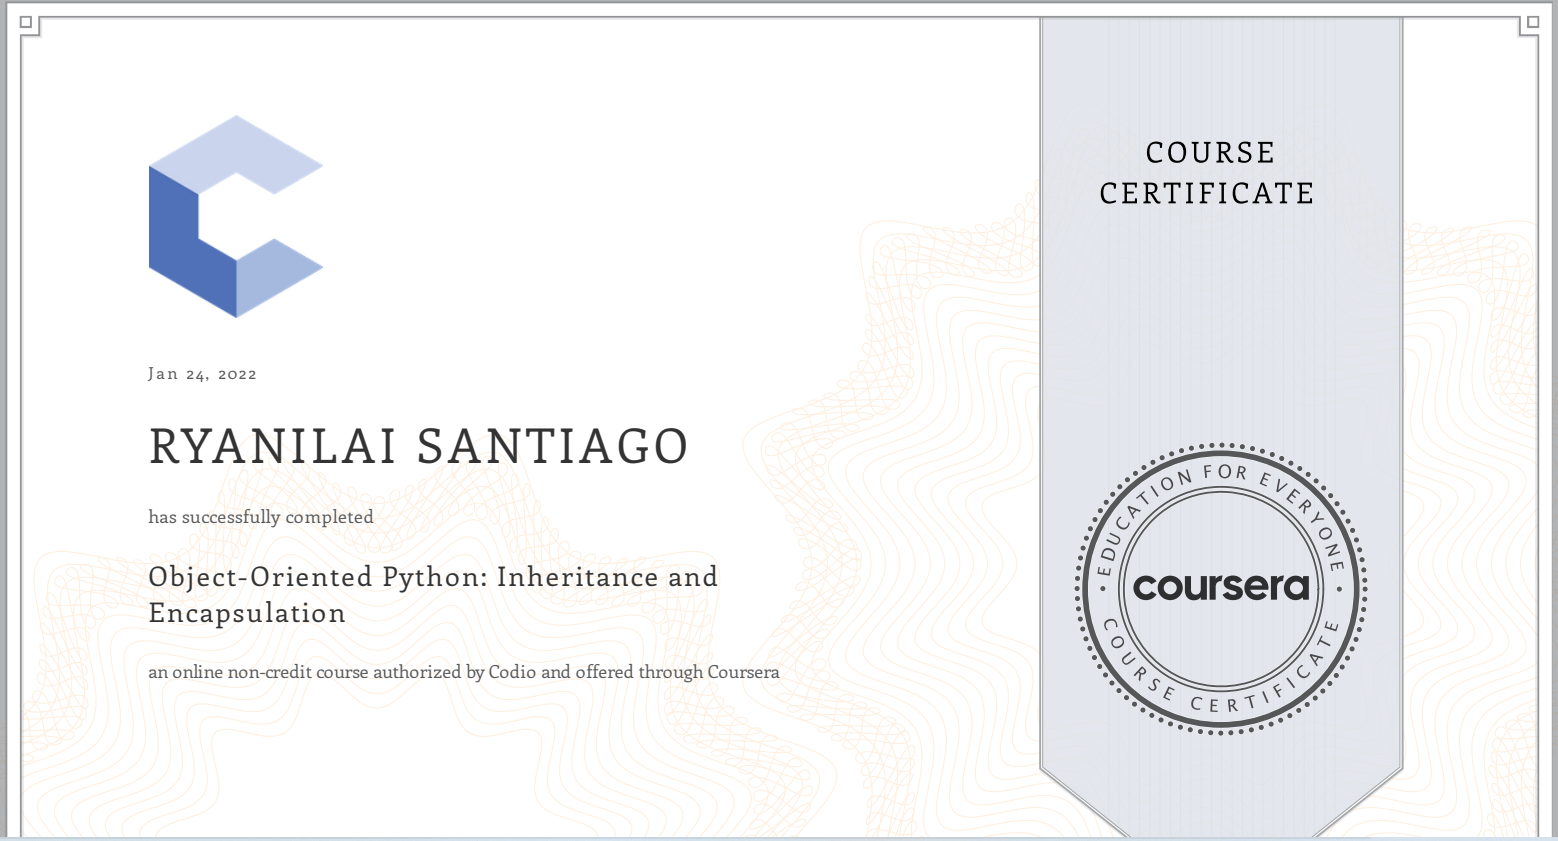 Jan 24, 2022
RYANILAI SANTIAGO
has successfully completed
Object-Oriented Python: Inheritance and
Encapsulation
an online non-credit course authorized by Codio and offered through Coursera
COURSE
CERTIFICATE
EDUCATION FOR EVERYONE
coursera
COURSE CERTIFICATE